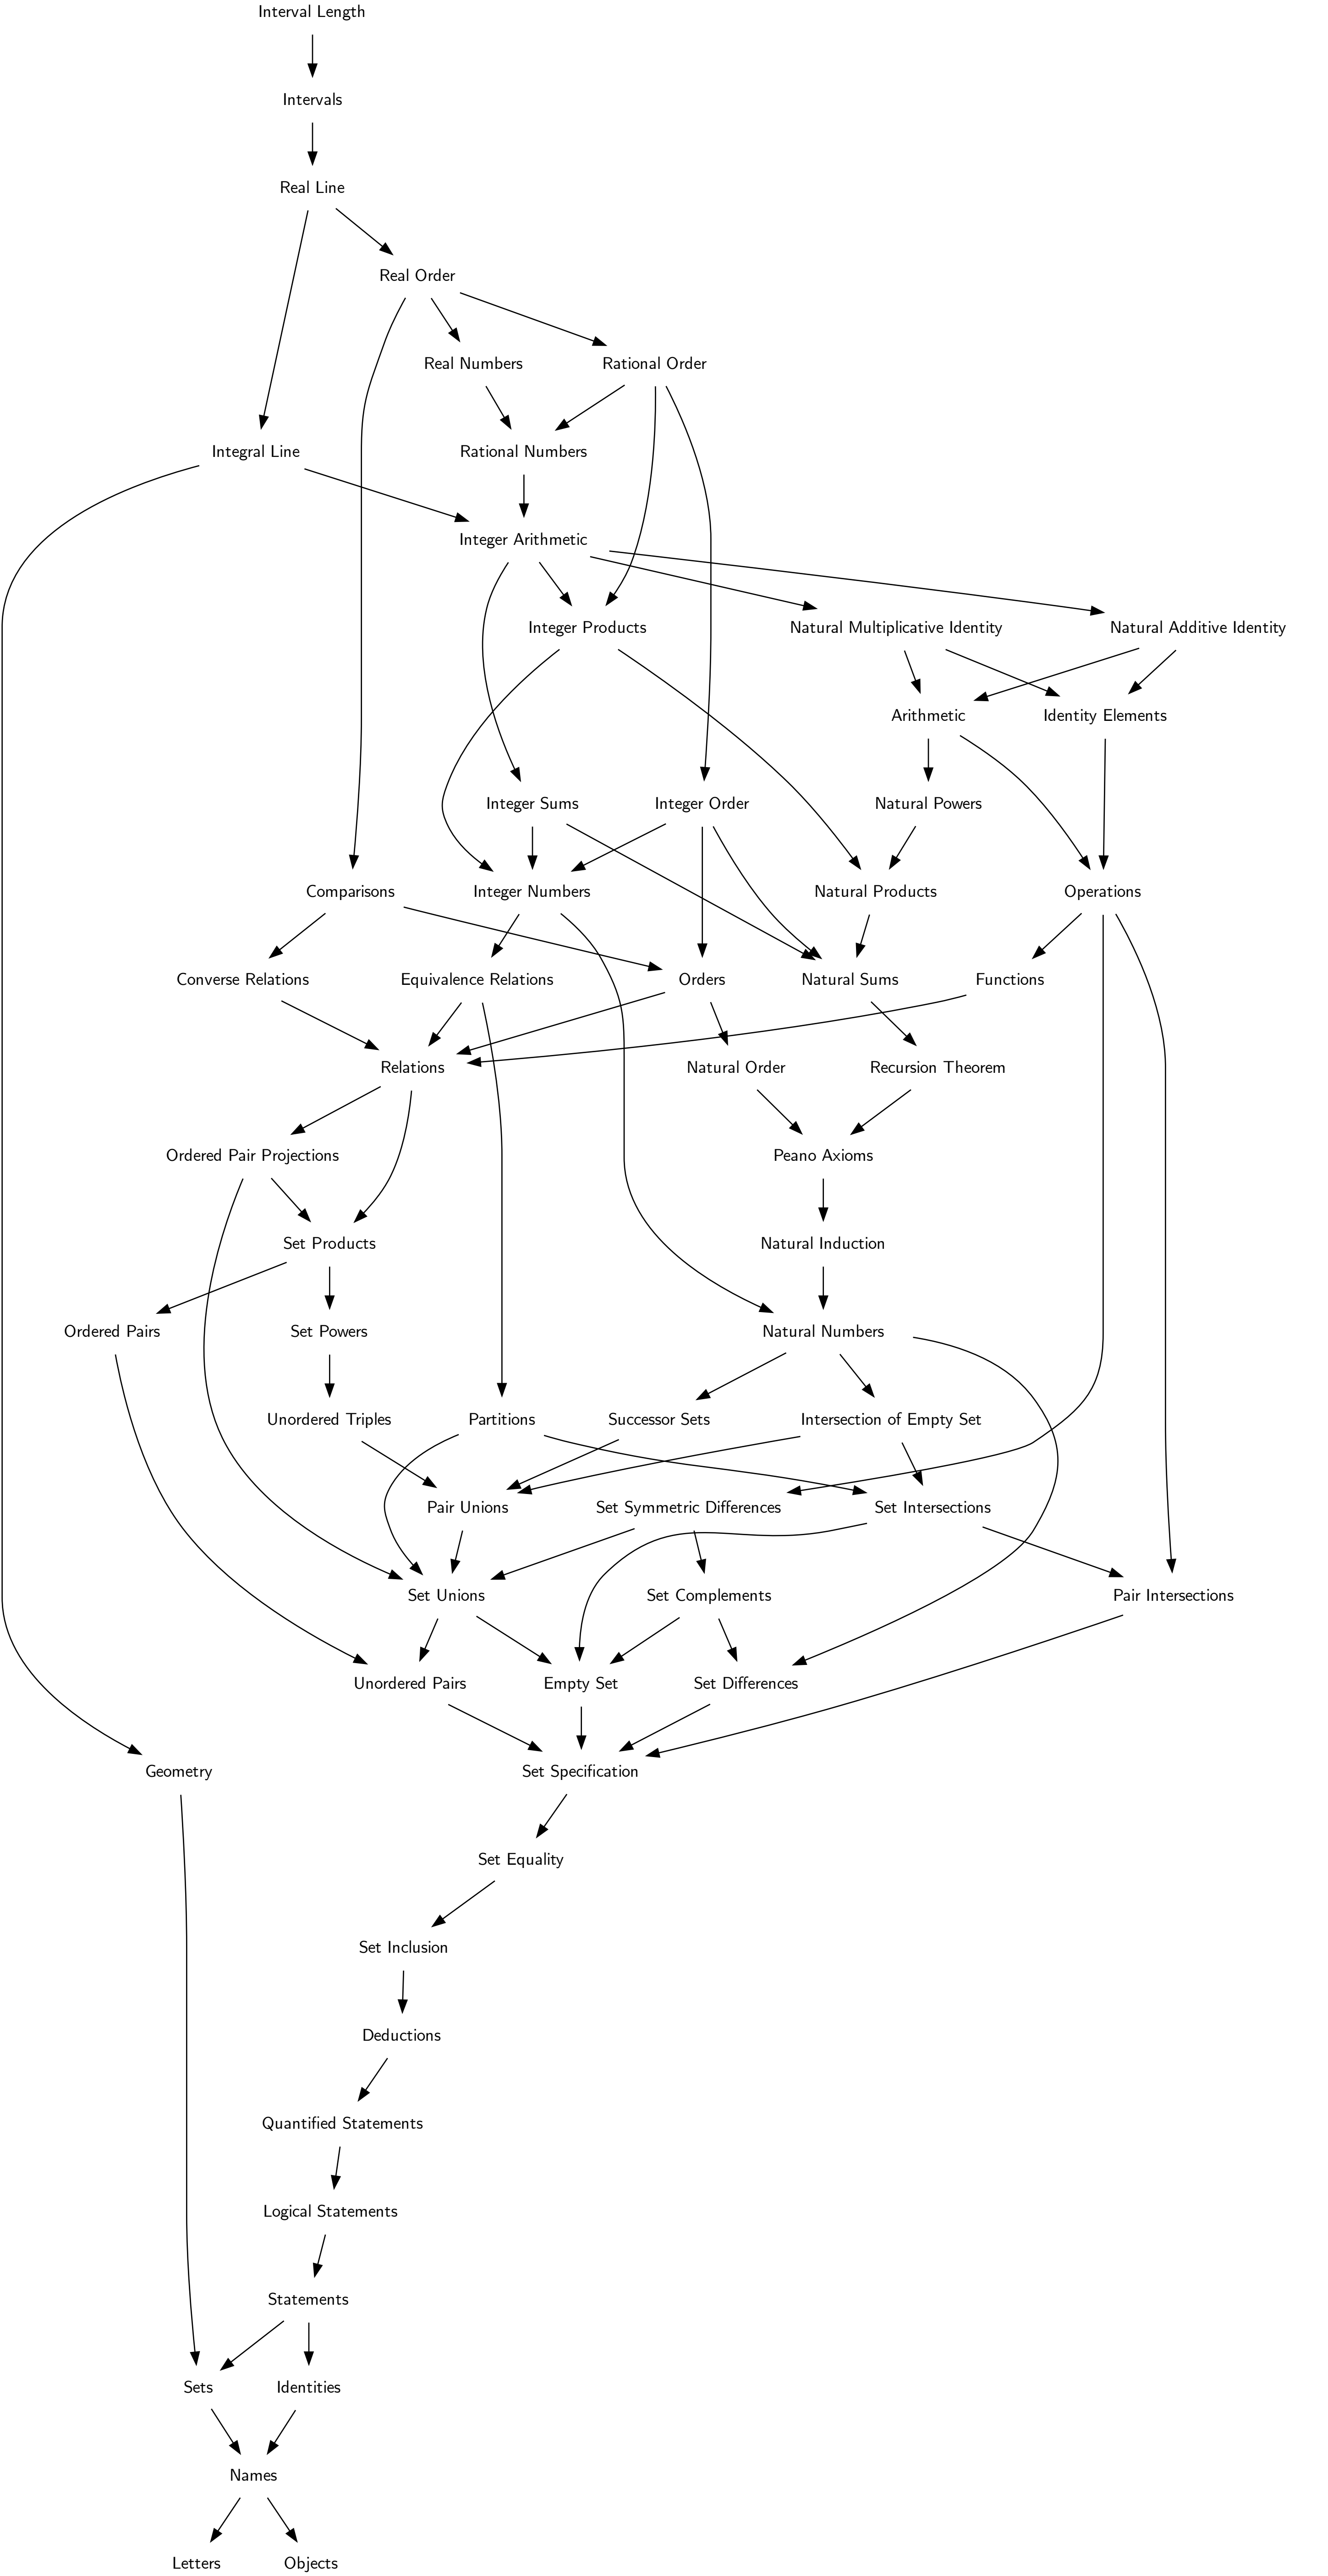 Interval Length
Intervals
Real Line
Real Order
Real Numbers
Rational Order
Integral Line
Rational Numbers
Integer Arithmetic
Integer Products
Natural Multiplicative Identity
Natural Additive Identity
Arithmetic
Identity Elements
Integer Sums
Integer Order
Natural Powers
Comparisons
Integer Numbers
Natural Products
Operations
Converse Relations
Equivalence Relations
Orders
Natural Sums
Functions
Relations
Natural Order
Recursion Theorem
Ordered Pair Projections
Peano Axioms
Set Products
Natural Induction
Ordered Pairs
Set Powers
Natural Numbers
Unordered Triples
Partitions
Successor Sets
Intersection of Empty Set
Pair Unions
Set Symmetric Differences
Set Intersections
Set Unions
Set Complements
Pair Intersections
Unordered Pairs
Empty Set
Set Differences
Geometry
Set Specification
Set Equality
Set Inclusion
Deductions
Quantified Statements
Logical Statements
Statements
Sets
Identities
Names
Letters
Objects